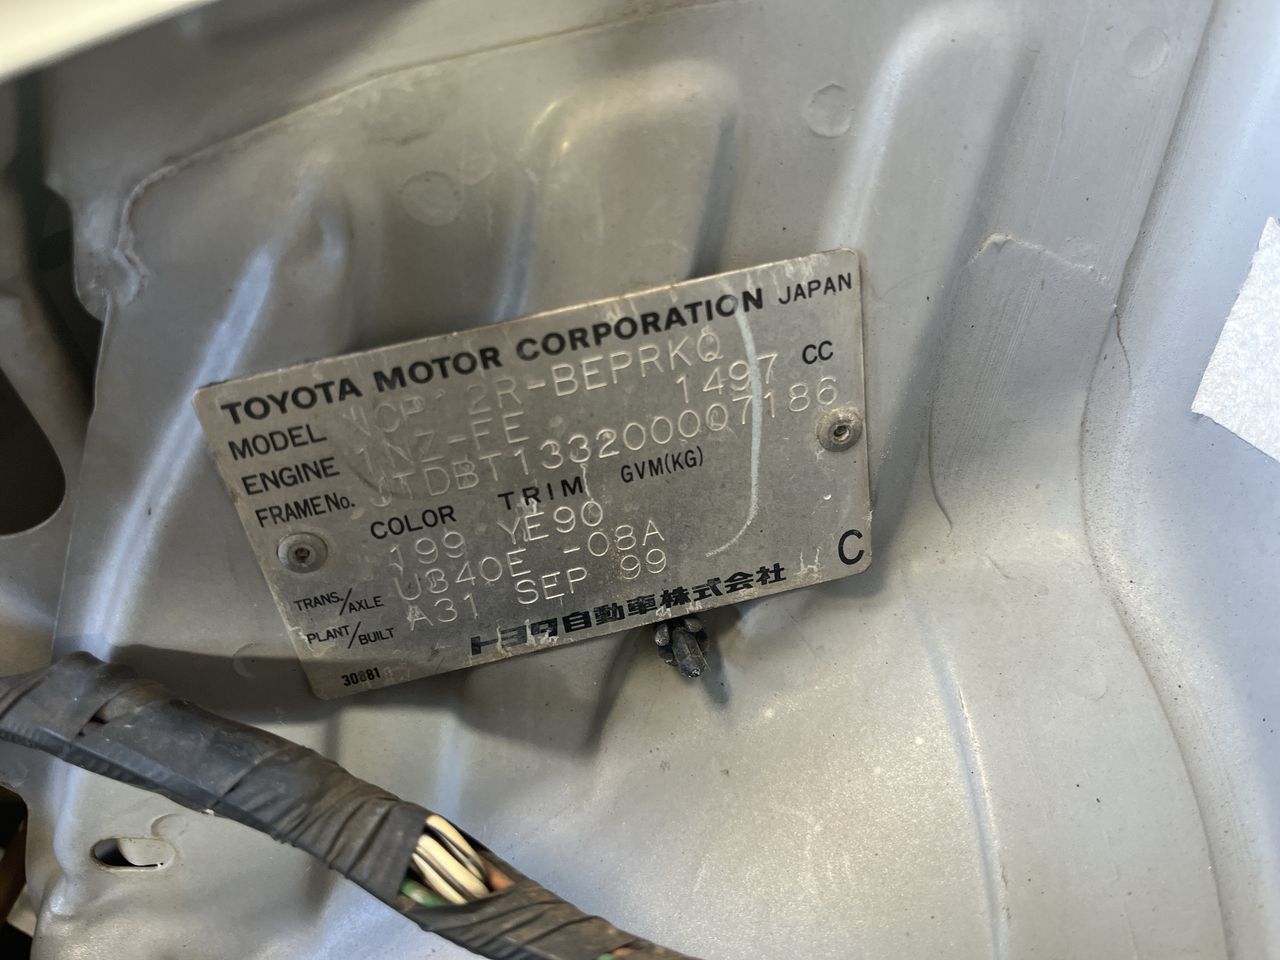 TOYOTA MOTOR CORPORATION JAPAN
MODEL NCP12R-BEPRKQ
ENGINE 1NZ-FE 1497 CC
FRAME No. JTDBT133200007186
COLOR TRIM GVM(KG)
199 YE90
TRANS./AXLE U340E -08A
PLANT/BUILT A31 SEP 99
トヨタ自動車株式会社 C